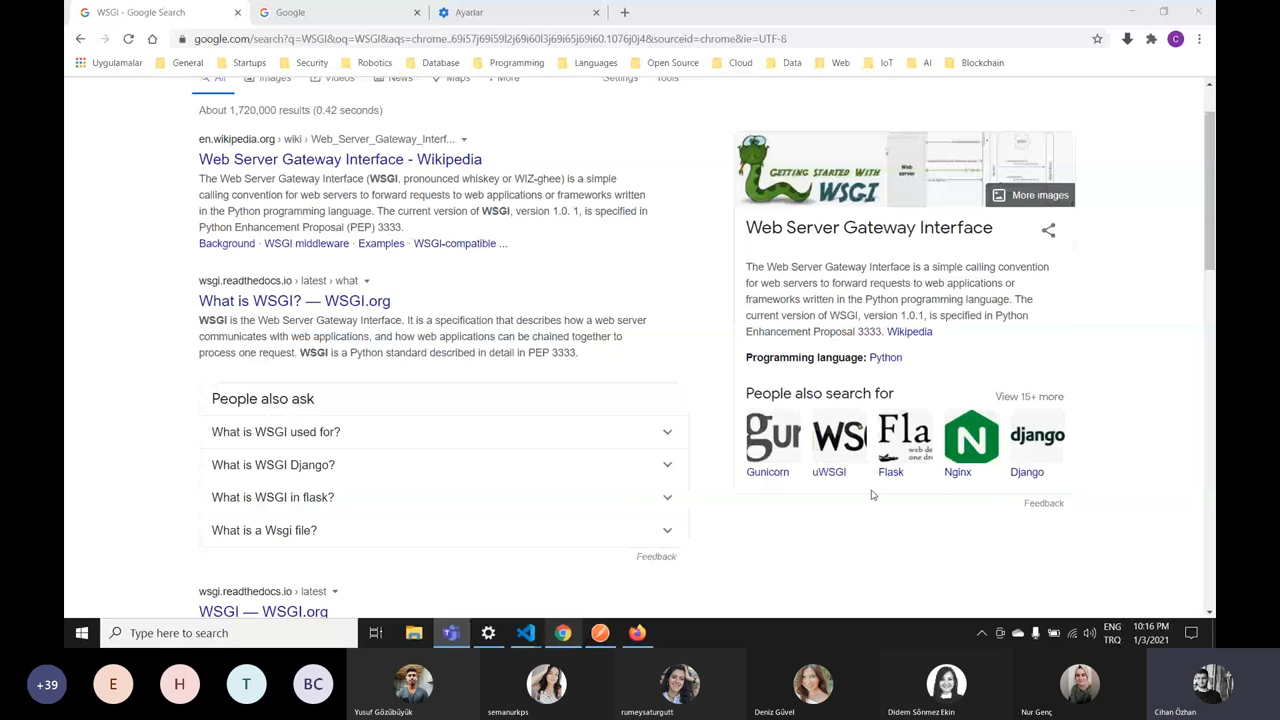 WSGI - Google Search
Google
Ayarlar
google.com/search?q=WSGI&oq=WSGI&aqs=chrome..69i57j69i59l2j69i60l3j69i65j69i60.1076j0j4&sourceid=chrome&ie=UTF-8
C
Uygulamalar
General
Startups
Security
Robotics
Database
Programming
Languages
Open Source
Cloud
Data
Web
IoT
AI
Blockchain
All
Images
Videos
News
Maps
More
Settings
Tools
About 1,720,000 results (0.42 seconds)
en.wikipedia.org › wiki › Web_Server_Gateway_Interf...
Web Server Gateway Interface - Wikipedia
The Web Server Gateway Interface (WSGI, pronounced whiskey or WIZ-ghee) is a simple
calling convention for web servers to forward requests to web applications or frameworks written
in the Python programming language. The current version of WSGI, version 1.0. 1, is specified in
Python Enhancement Proposal (PEP) 3333.
Background · WSGI middleware · Examples · WSGI-compatible ...
wsgi.readthedocs.io › latest › what
What is WSGI? — WSGI.org
WSGI is the Web Server Gateway Interface. It is a specification that describes how a web server
communicates with web applications, and how web applications can be chained together to
process one request. WSGI is a Python standard described in detail in PEP 3333.
People also ask
What is WSGI used for?
What is WSGI Django?
What is WSGI in flask?
What is a Wsgi file?
Feedback
wsgi.readthedocs.io › latest
WSGI — WSGI.org
GETTING STARTED WITH
WSGI
Web
server
More images
Web Server Gateway Interface
The Web Server Gateway Interface is a simple calling convention
for web servers to forward requests to web applications or
frameworks written in the Python programming language. The
current version of WSGI, version 1.0.1, is specified in Python
Enhancement Proposal 3333. Wikipedia
Programming language: Python
People also search for
View 15+ more
Gunicorn
uWSGI
Flask
Nginx
Django
django
Feedback
Type here to search
ENG
TRQ
10:16 PM
1/3/2021
+39
E
H
T
BC
Yusuf Gözübüyük
semanurkps
rumeysaturgutt
Deniz Güvel
Didem Sönmez Ekin
Nur Genç
Cihan Özhan